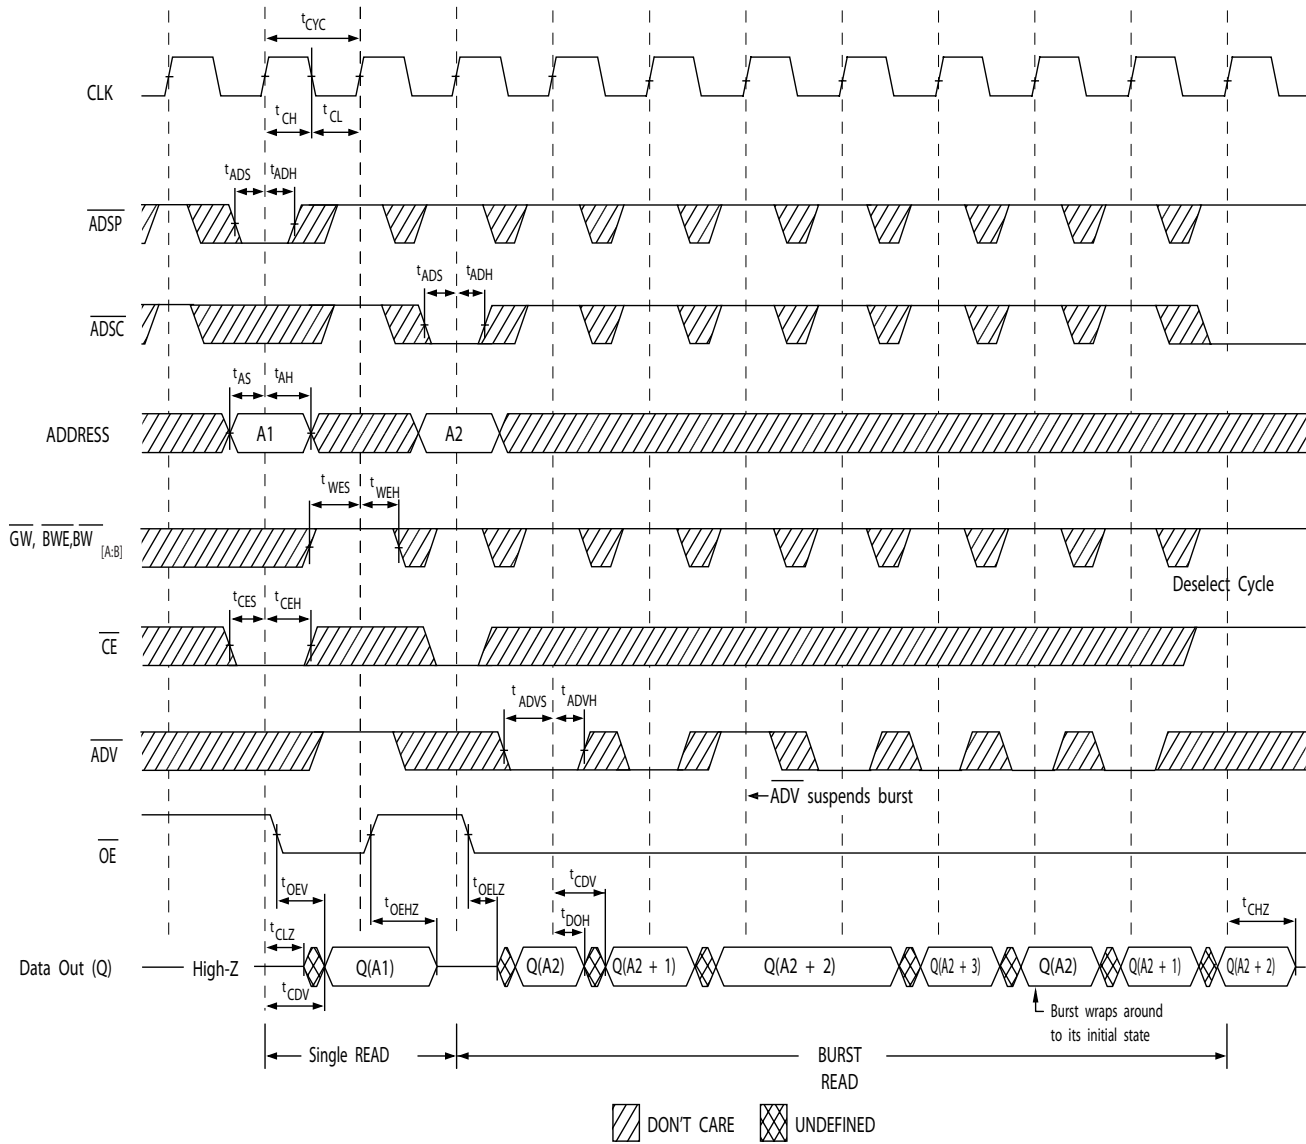 tCYC
CLK
tCH
tCL
tADS
tADH
ADSP
tADS
tADH
ADSC
tAS
tAH
ADDRESS
A1
A2
tWES
tWEH
GW, BWE,BW [A:B]
Deselect Cycle
tCES
tCEH
CE
tADVS
tADVH
ADV
ADV suspends burst
OE
tOEV
tOEHZ
tOELZ
tCDV
tCHZ
tCLZ
tDOH
Data Out (Q)
High-Z
Q(A1)
Q(A2)
Q(A2 + 1)
Q(A2 + 2)
Q(A2 + 3)
Q(A2)
Q(A2 + 1)
Q(A2 + 2)
tCDV
Burst wraps around
to its initial state
Single READ
BURST
READ
DON'T CARE
UNDEFINED